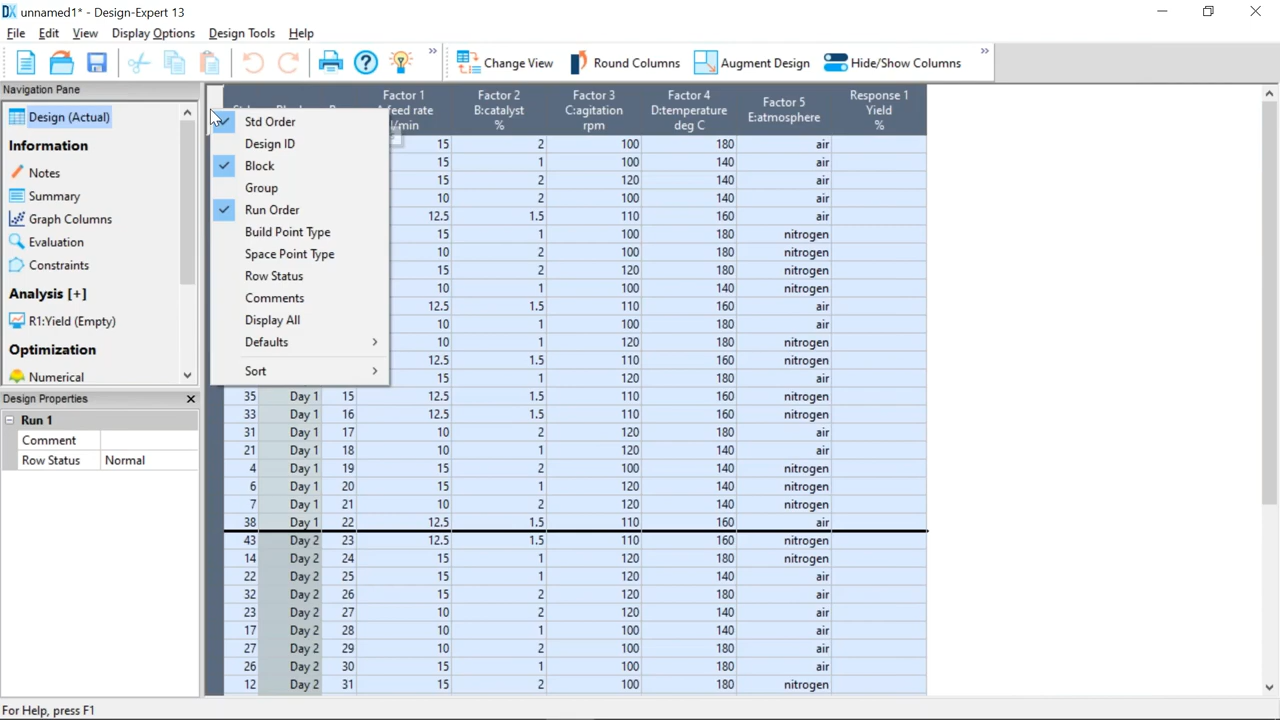 unnamed1* - Design-Expert 13
File Edit View Display Options Design Tools Help
» Change View Round Columns Augment Design Hide/Show Columns »
Navigation Pane
Design (Actual)
Information
Notes
Summary
Graph Columns
Evaluation
Constraints
Analysis [+]
R1:Yield (Empty)
Optimization
Numerical
Design Properties
Run 1
Comment
Row Status Normal
Std Order
Design ID
Block
Group
Run Order
Build Point Type
Space Point Type
Row Status
Comments
Display All
Defaults
Sort
Factor 1 Factor 2 Factor 3 Factor 4 Factor 5 Response 1
feed rate B:catalyst C:agitation D:temperature E:atmosphere Yield
l/min % rpm deg C %
15 2 100 180 air
15 1 100 140 air
15 2 120 140 air
10 2 100 140 air
12.5 1.5 110 160 air
15 1 100 180 nitrogen
10 2 100 180 nitrogen
15 2 120 180 nitrogen
10 1 100 140 nitrogen
12.5 1.5 110 160 air
10 1 100 180 air
10 1 120 180 nitrogen
12.5 1.5 110 160 nitrogen
15 1 120 180 air
35 Day 1 15 12.5 1.5 110 160 nitrogen
33 Day 1 16 12.5 1.5 110 160 nitrogen
31 Day 1 17 10 2 120 180 air
21 Day 1 18 10 1 120 140 air
4 Day 1 19 15 2 100 140 nitrogen
6 Day 1 20 15 1 120 140 nitrogen
7 Day 1 21 10 2 120 140 nitrogen
38 Day 1 22 12.5 1.5 110 160 air
43 Day 2 23 12.5 1.5 110 160 nitrogen
14 Day 2 24 15 1 120 180 nitrogen
22 Day 2 25 15 1 120 140 air
32 Day 2 26 15 2 120 180 air
23 Day 2 27 10 2 120 140 air
17 Day 2 28 10 1 100 140 air
27 Day 2 29 10 2 100 180 air
26 Day 2 30 15 1 100 180 air
12 Day 2 31 15 2 100 180 nitrogen
For Help, press F1